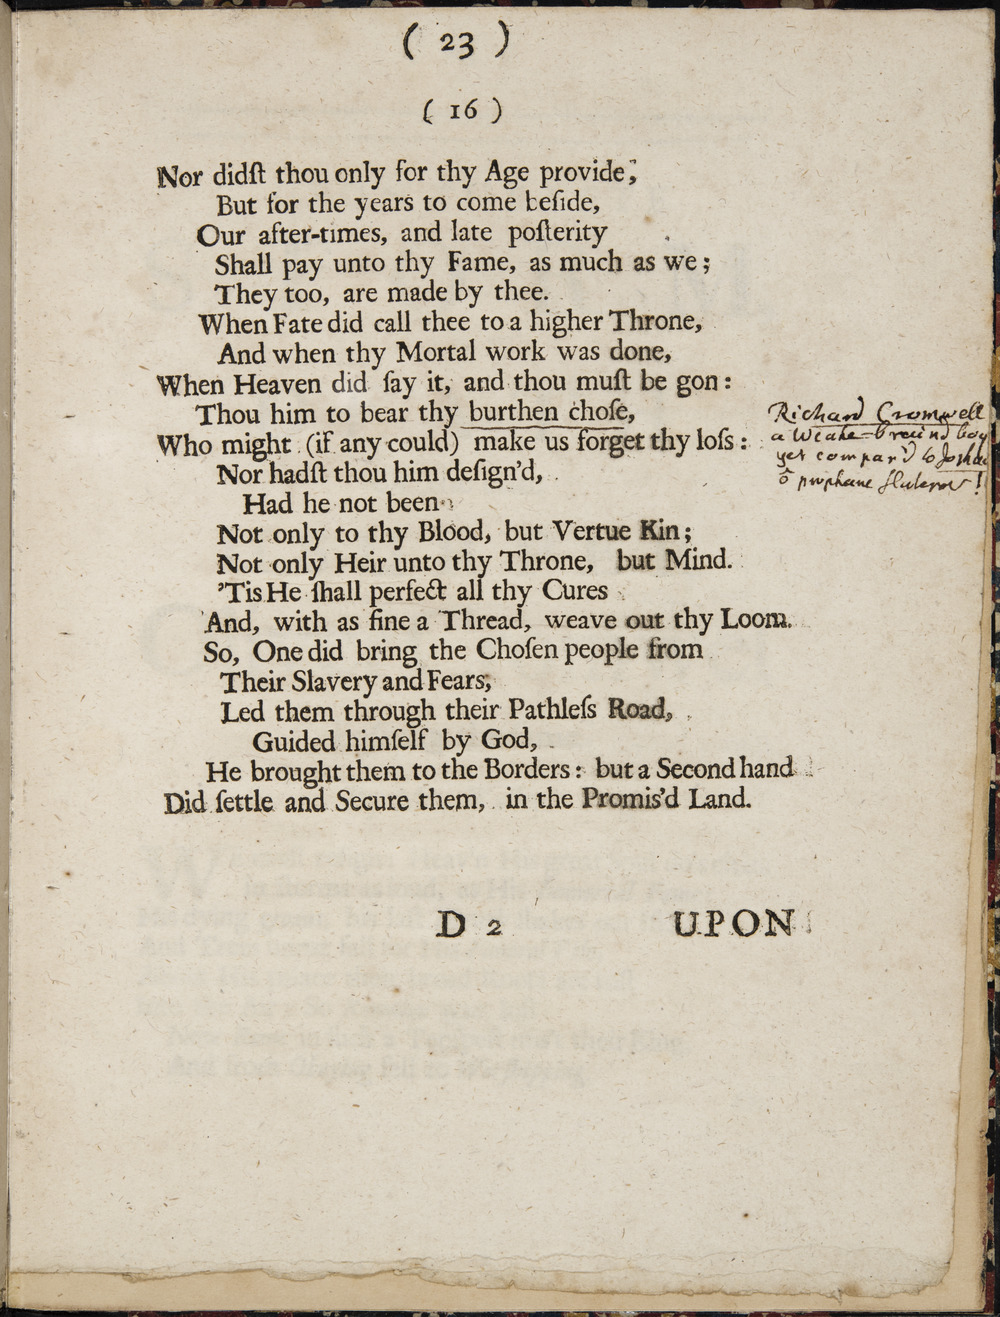 ( 23 )
( 16 )
Nor didſt thou only for thy Age provide;
But for the years to come beſide,
Our after-times, and late poſterity
Shall pay unto thy Fame, as much as we;
They too, are made by thee.
When Fate did call thee to a higher Throne,
And when thy Mortal work was done,
When Heaven did ſay it, and thou muſt be gon:
Thou him to bear thy burthen choſe,
Who might (if any could) make us forget thy loſs:
Nor hadſt thou him deſign'd,
Had he not been
Not only to thy Blood, but Vertue Kin;
Not only Heir unto thy Throne, but Mind.
'Tis He ſhall perfect all thy Cures
And, with as fine a Thread, weave out thy Loom.
So, One did bring the Choſen people from
Their Slavery and Fears,
Led them through their Pathleſs Road,
Guided himſelf by God,
He brought them to the Borders: but a Second hand
Did ſettle and Secure them, in the Promis'd Land.
Richard Cromwell
a Weake-breind boy
yet compar'd to Joshua
ô prophane !
D 2
UPON